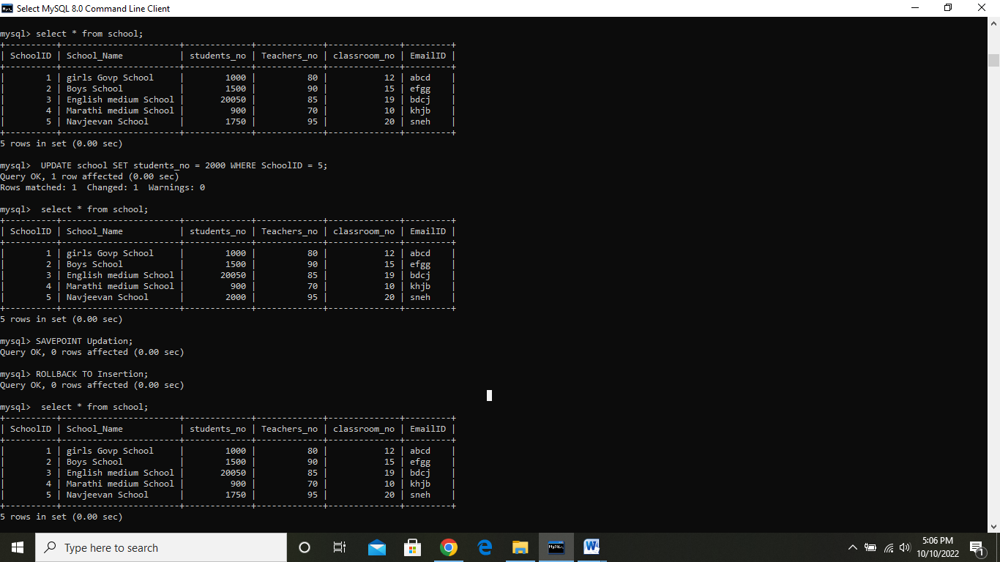 Select MySQL 8.0 Command Line Client
mysql> select * from school;
+----------+-----------------------+-------------+-------------+--------------+---------+
| SchoolID | School_Name           | students_no | Teachers_no | classroom_no | EmailID |
+----------+-----------------------+-------------+-------------+--------------+---------+
|        1 | girls Govp School     |        1000 |          80 |           12 | abcd    |
|        2 | Boys School           |        1500 |          90 |           15 | efgg    |
|        3 | English medium School |       20050 |          85 |           19 | bdcj    |
|        4 | Marathi medium School |         900 |          70 |           10 | khjb    |
|        5 | Navjeevan School      |        1750 |          95 |           20 | sneh    |
+----------+-----------------------+-------------+-------------+--------------+---------+
5 rows in set (0.00 sec)
mysql>  UPDATE school SET students_no = 2000 WHERE SchoolID = 5;
Query OK, 1 row affected (0.00 sec)
Rows matched: 1  Changed: 1  Warnings: 0
mysql>  select * from school;
+----------+-----------------------+-------------+-------------+--------------+---------+
| SchoolID | School_Name           | students_no | Teachers_no | classroom_no | EmailID |
+----------+-----------------------+-------------+-------------+--------------+---------+
|        1 | girls Govp School     |        1000 |          80 |           12 | abcd    |
|        2 | Boys School           |        1500 |          90 |           15 | efgg    |
|        3 | English medium School |       20050 |          85 |           19 | bdcj    |
|        4 | Marathi medium School |         900 |          70 |           10 | khjb    |
|        5 | Navjeevan School      |        2000 |          95 |           20 | sneh    |
+----------+-----------------------+-------------+-------------+--------------+---------+
5 rows in set (0.00 sec)
mysql> SAVEPOINT Updation;
Query OK, 0 rows affected (0.00 sec)
mysql> ROLLBACK TO Insertion;
Query OK, 0 rows affected (0.00 sec)
mysql>  select * from school;
+----------+-----------------------+-------------+-------------+--------------+---------+
| SchoolID | School_Name           | students_no | Teachers_no | classroom_no | EmailID |
+----------+-----------------------+-------------+-------------+--------------+---------+
|        1 | girls Govp School     |        1000 |          80 |           12 | abcd    |
|        2 | Boys School           |        1500 |          90 |           15 | efgg    |
|        3 | English medium School |       20050 |          85 |           19 | bdcj    |
|        4 | Marathi medium School |         900 |          70 |           10 | khjb    |
|        5 | Navjeevan School      |        1750 |          95 |           20 | sneh    |
+----------+-----------------------+-------------+-------------+--------------+---------+
5 rows in set (0.00 sec)
Type here to search
5:06 PM
10/10/2022
1